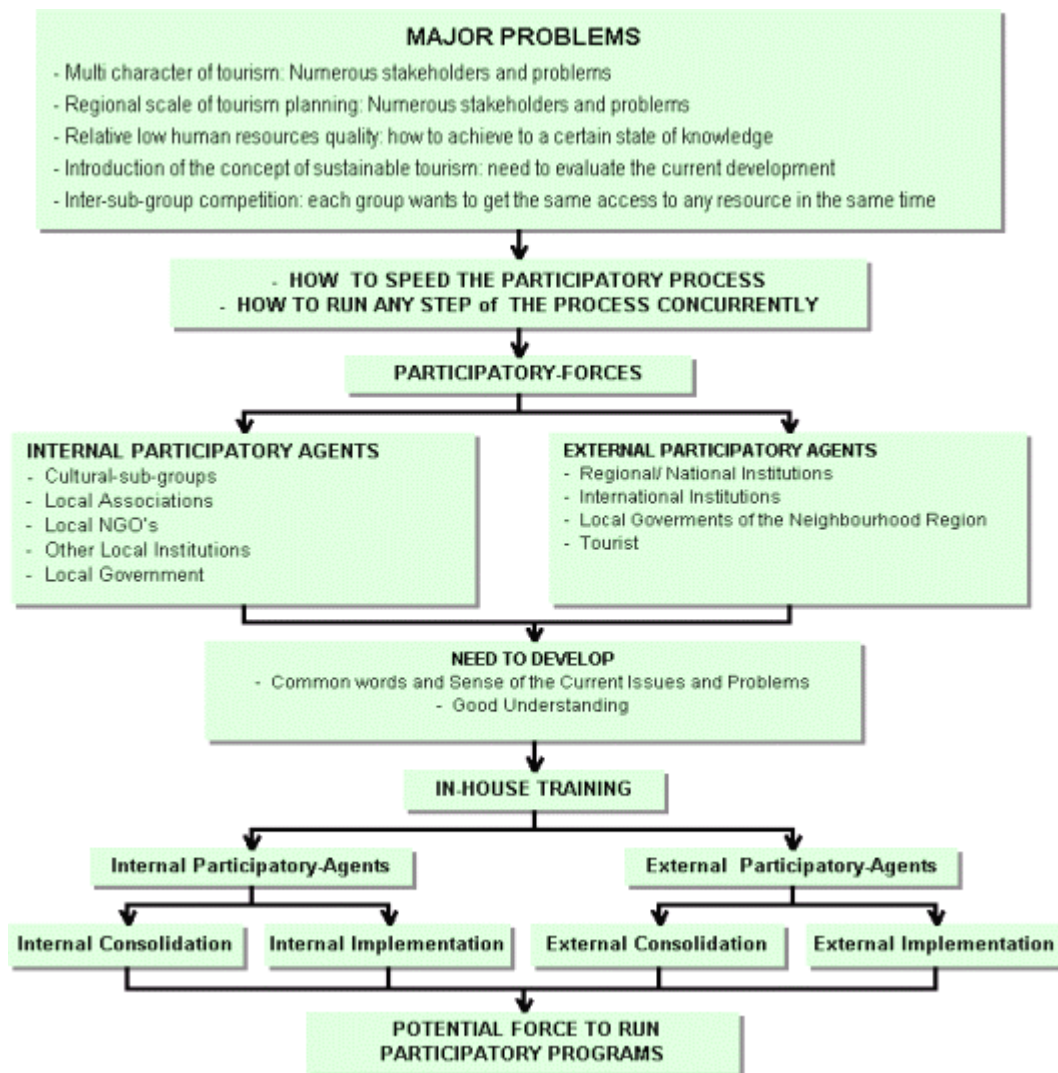 MAJOR PROBLEMS
- Multi character of tourism: Numerous stakeholders and problems
- Regional scale of tourism planning: Numerous stakeholders and problems
- Relative low human resources quality: how to achieve to a certain state of knowledge
- Introduction of the concept of sustainable tourism: need to evaluate the current development
- Inter-sub-group competition: each group wants to get the same access to any resource in the same time
- HOW TO SPEED THE PARTICIPATORY PROCESS
- HOW TO RUN ANY STEP of THE PROCESS CONCURRENTLY
PARTICIPATORY-FORCES
INTERNAL PARTICIPATORY AGENTS
- Cultural-sub-groups
- Local Associations
- Local NGO's
- Other Local Institutions
- Local Government
EXTERNAL PARTICIPATORY AGENTS
- Regional/ National Institutions
- International Institutions
- Local Goverments of the Neighbourhood Region
- Tourist
NEED TO DEVELOP
- Common words and Sense of the Current Issues and Problems
- Good Understanding
IN-HOUSE TRAINING
Internal Participatory-Agents
External Participatory-Agents
Internal Consolidation
Internal Implementation
External Consolidation
External Implementation
POTENTIAL FORCE TO RUN
PARTICIPATORY PROGRAMS